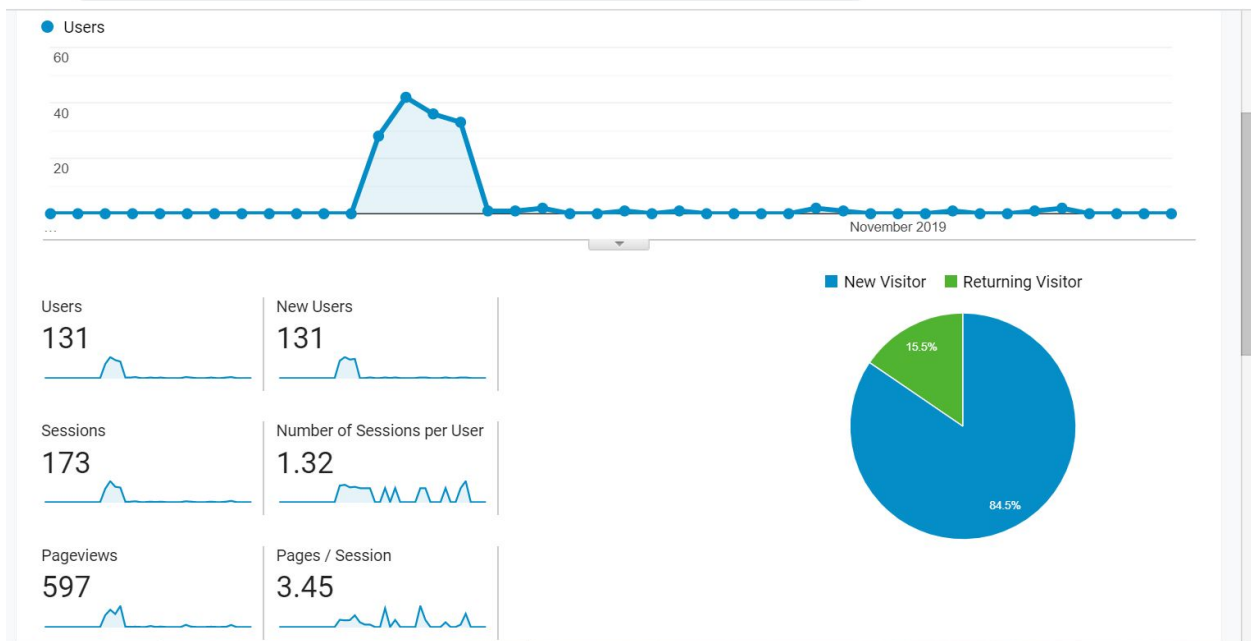 Users
60
40
20
...
November 2019
New Visitor Returning Visitor
Users
131
New Users
131
Sessions
173
Number of Sessions per User
1.32
Pageviews
597
Pages / Session
3.45
15.5%
84.5%